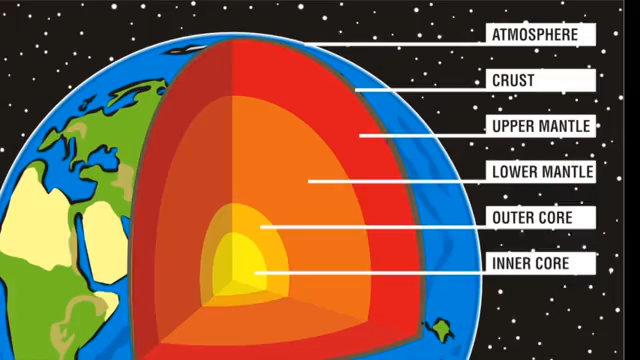 ATMOSPHERE
CRUST
UPPER MANTLE
LOWER MANTLE
OUTER CORE
INNER CORE